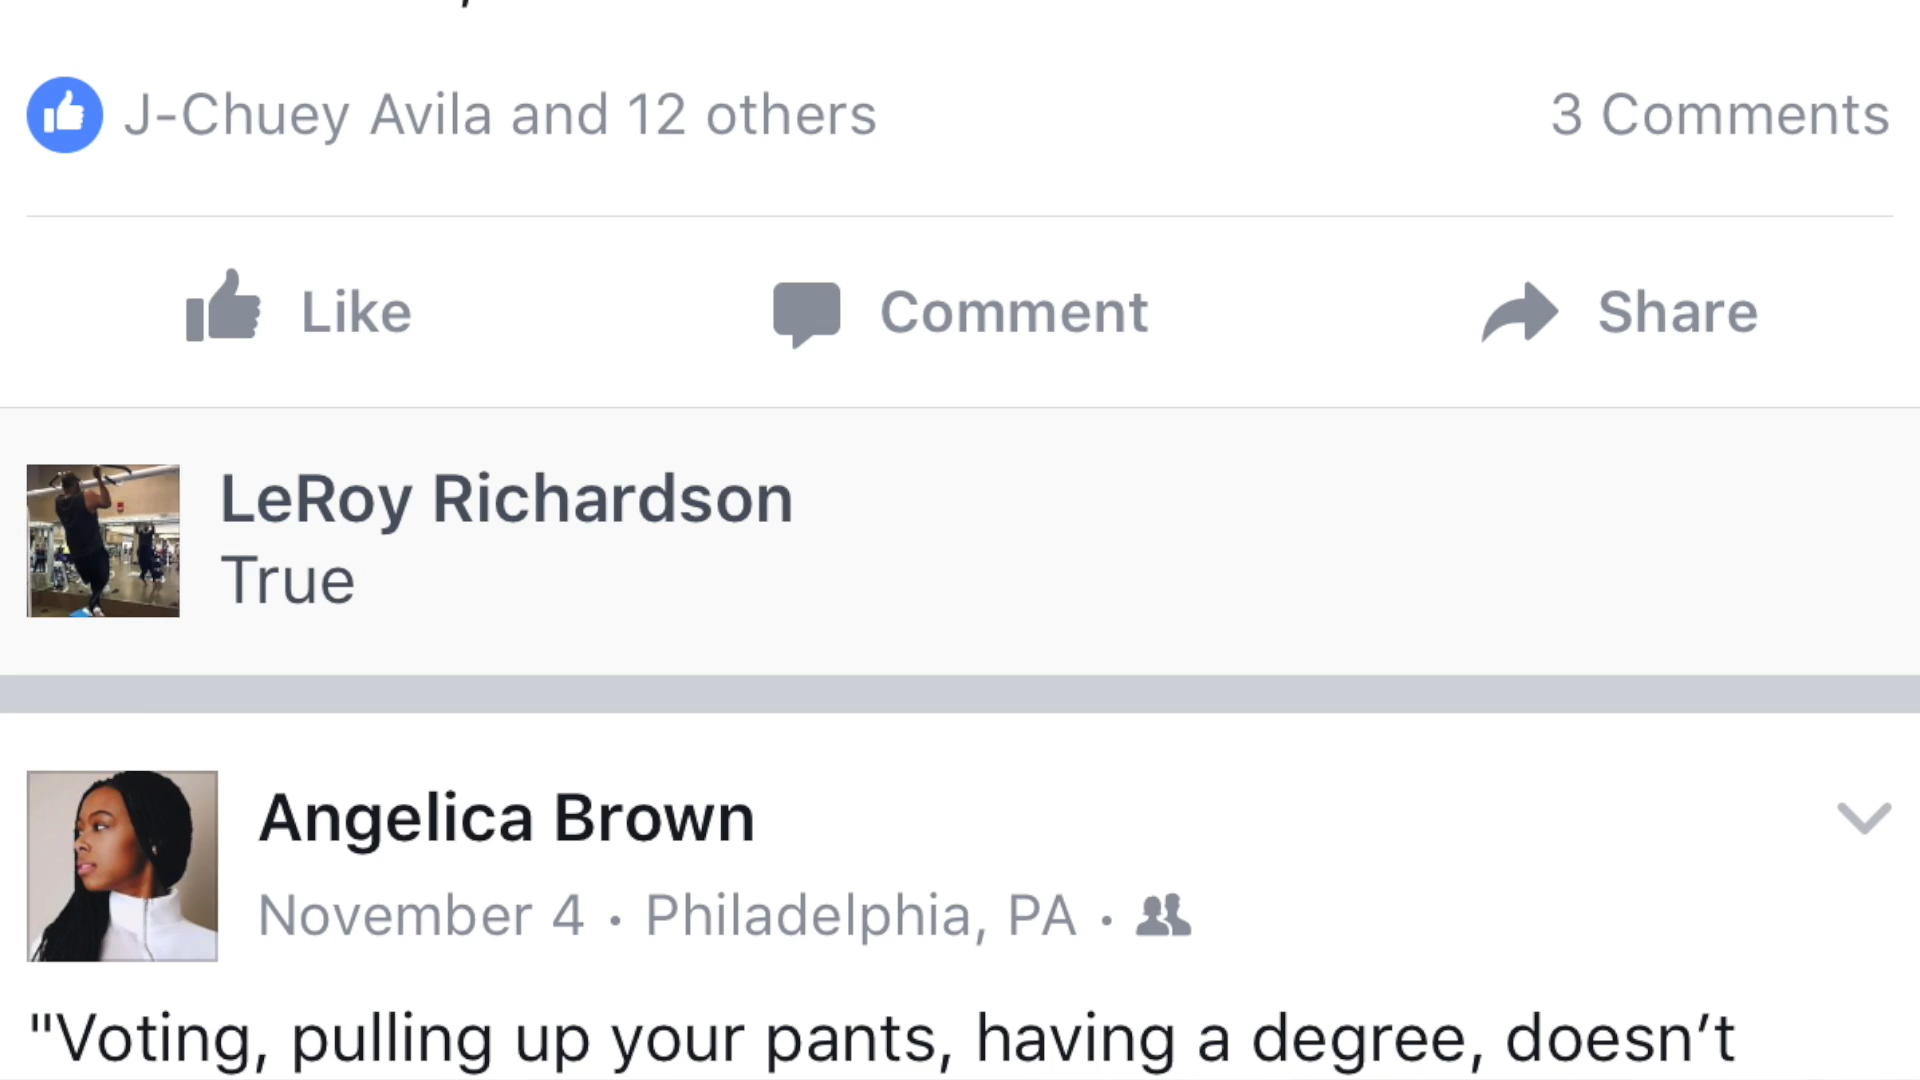 J-Chuey Avila and 12 others 3 Comments
Like Comment Share
LeRoy Richardson
True
Angelica Brown
November 4 · Philadelphia, PA ·
"Voting, pulling up your pants, having a degree, doesn’t